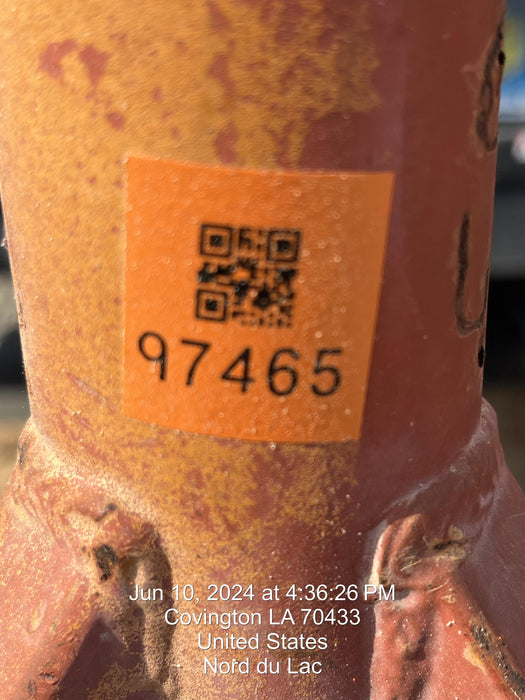 97465
Jun 10, 2024 at 4:36:26 PM
Covington LA 70433
United States
Nord du Lac